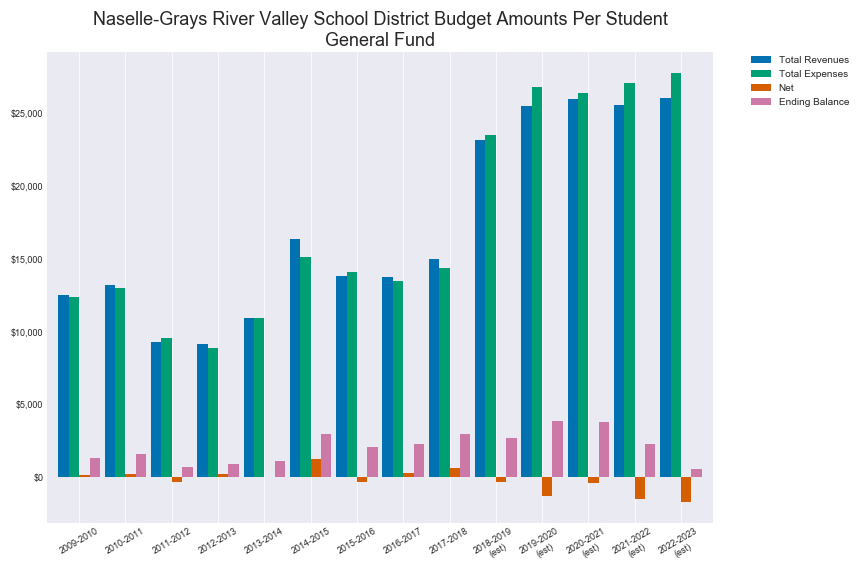 Naselle-Grays River Valley School District Budget Amounts Per Student
General Fund
Total Revenues
Total Expenses
Net
Ending Balance
$25,000
$20,000
$15,000
$10,000
$5,000
$0
2009-2010
2010-2011
2011-2012
2012-2013
2013-2014
2014-2015
2015-2016
2016-2017
2017-2018
2018-2019
(est)
2019-2020
(est)
2020-2021
(est)
2021-2022
(est)
2022-2023
(est)